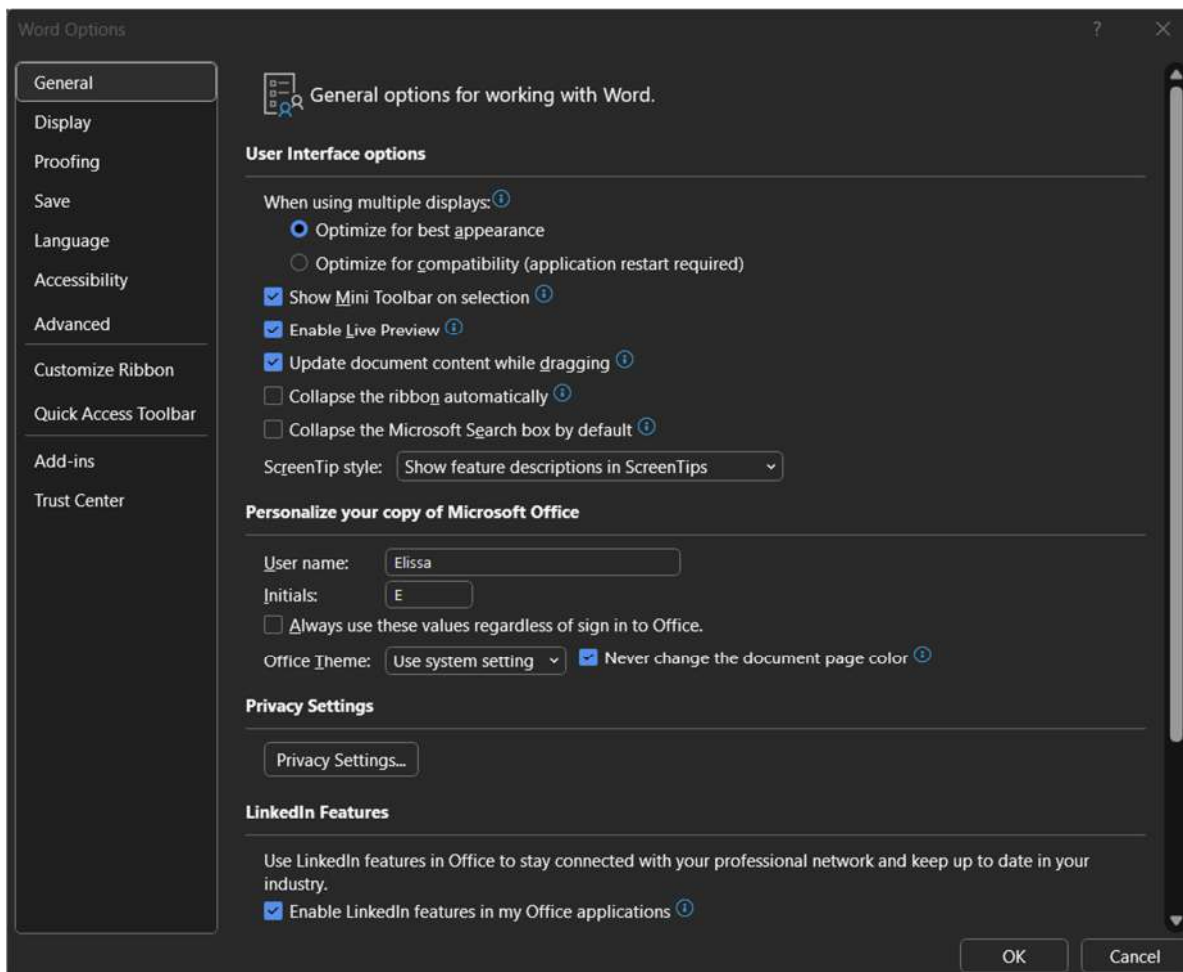 Word Options
General
Display
Proofing
Save
Language
Accessibility
Advanced
Customize Ribbon
Quick Access Toolbar
Add-ins
Trust Center
General options for working with Word.
User Interface options
When using multiple displays:
Optimize for best appearance
Optimize for compatibility (application restart required)
Show Mini Toolbar on selection
Enable Live Preview
Update document content while dragging
Collapse the ribbon automatically
Collapse the Microsoft Search box by default
ScreenTip style: Show feature descriptions in ScreenTips
Personalize your copy of Microsoft Office
User name: Elissa
Initials: E
Always use these values regardless of sign in to Office.
Office Theme: Use system setting Never change the document page color
Privacy Settings
Privacy Settings...
LinkedIn Features
Use LinkedIn features in Office to stay connected with your professional network and keep up to date in your
industry.
Enable LinkedIn features in my Office applications
OK Cancel